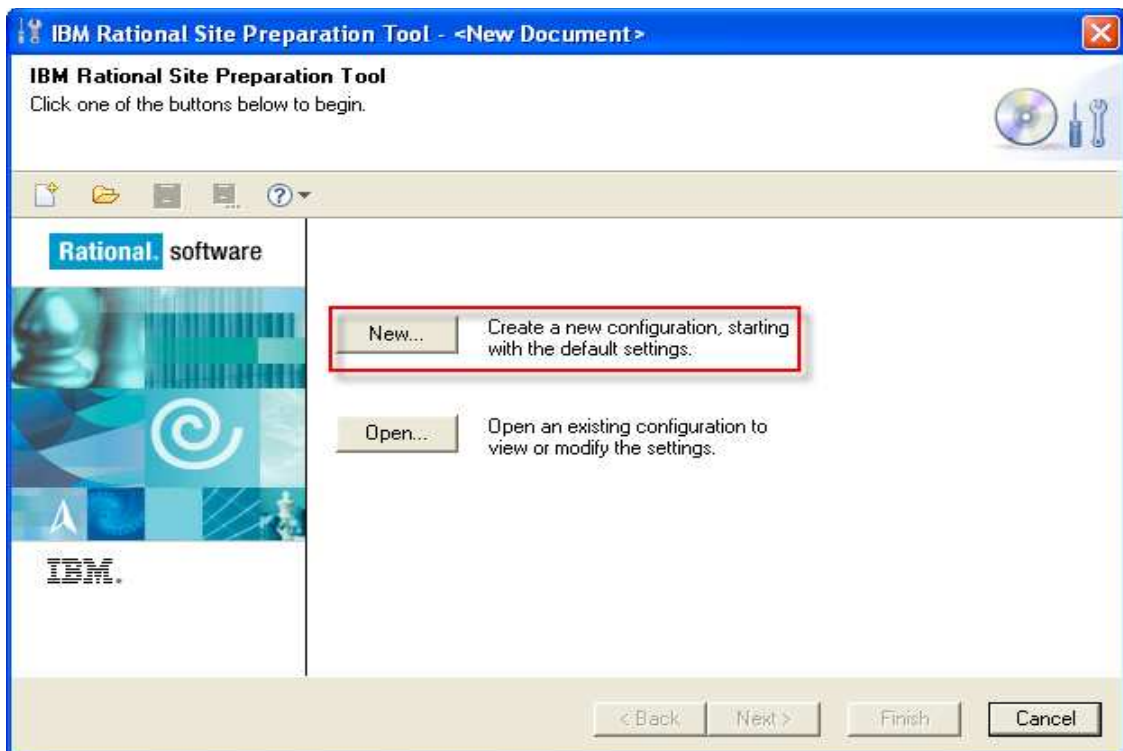 IBM Rational Site Preparation Tool - <New Document>
IBM Rational Site Preparation Tool
Click one of the buttons below to begin.
Rational. software
New...
Create a new configuration, starting
with the default settings.
Open...
Open an existing configuration to
view or modify the settings.
IBM.
< Back
Next >
Finish
Cancel